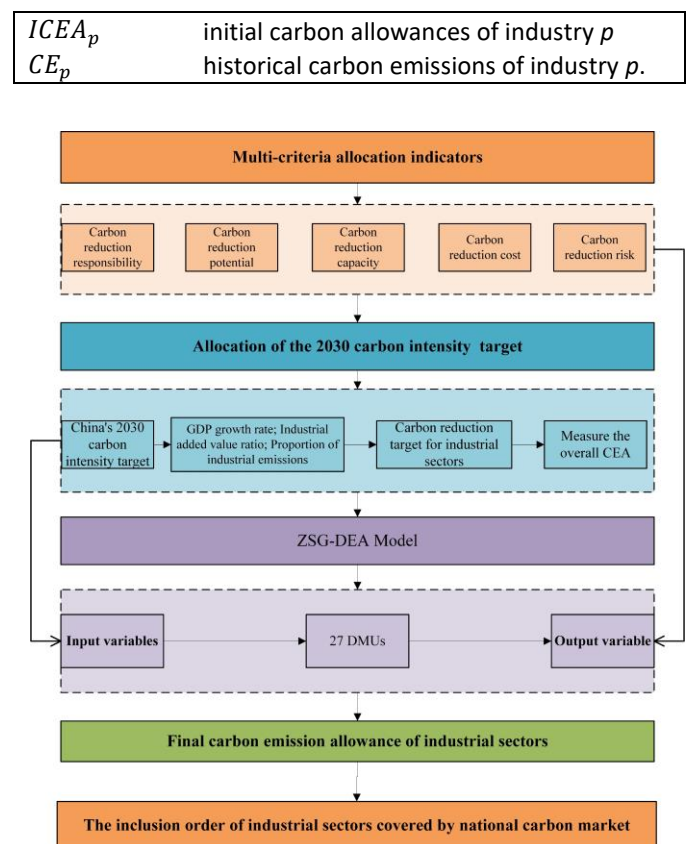 ICEAₚ initial carbon allowances of industry p
CEₚ historical carbon emissions of industry p.
Multi-criteria allocation indicators
Carbon
reduction
responsibility
Carbon
reduction
potential
Carbon
reduction
capacity
Carbon
reduction cost
Carbon
reduction risk
Allocation of the 2030 carbon intensity target
China's 2030
carbon
intensity target
GDP growth rate; Industrial
added value ratio; Proportion of
industrial emissions
Carbon reduction
target for industrial
sectors
Measure the
overall CEA
ZSG-DEA Model
Input variables
27 DMUs
Output variable
Final carbon emission allowance of industrial sectors
The inclusion order of industrial sectors covered by national carbon market